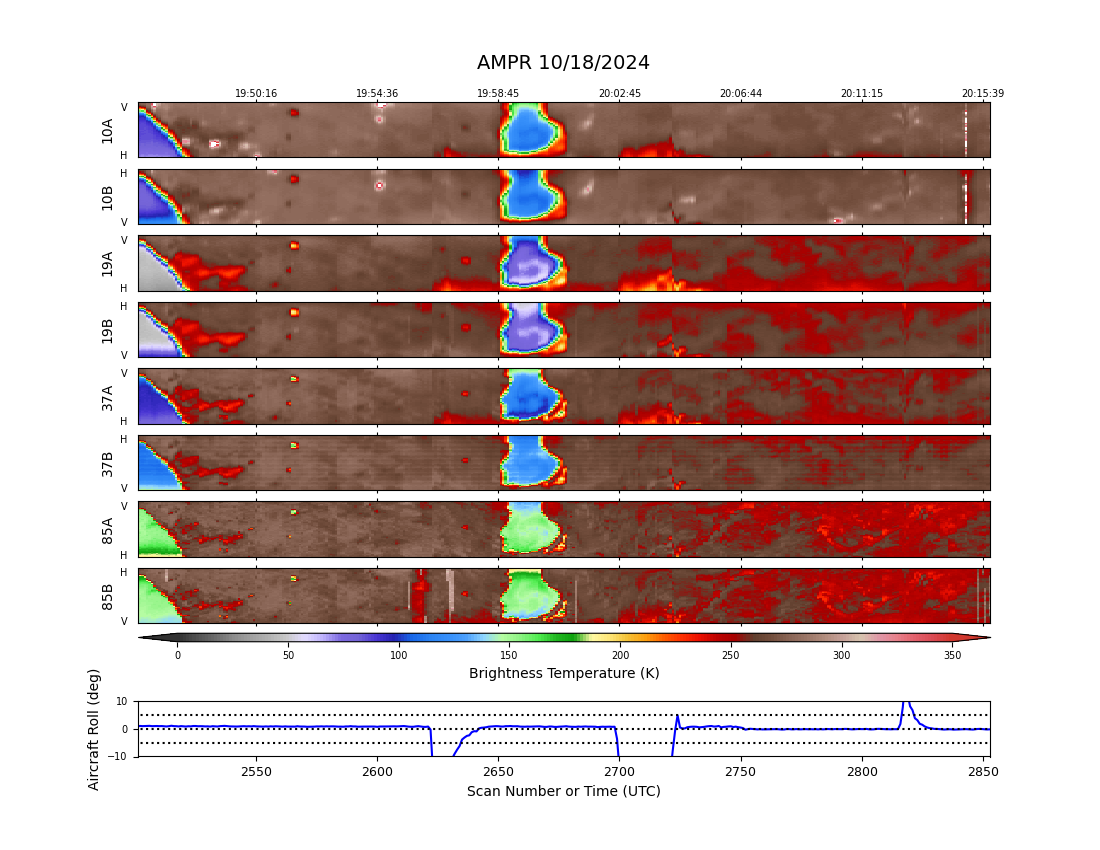 AMPR 10/18/2024
19:50:16 19:54:36 19:58:45 20:02:45 20:06:44 20:11:15 20:15:39
V
10A
H
H
10B
V
V
19A
H
H
19B
V
V
37A
H
H
37B
V
V
85A
H
H
85B
V
0 50 100 150 200 250 300 350
Brightness Temperature (K)
Aircraft Roll (deg)
10
0
−10
2550 2600 2650 2700 2750 2800 2850
Scan Number or Time (UTC)